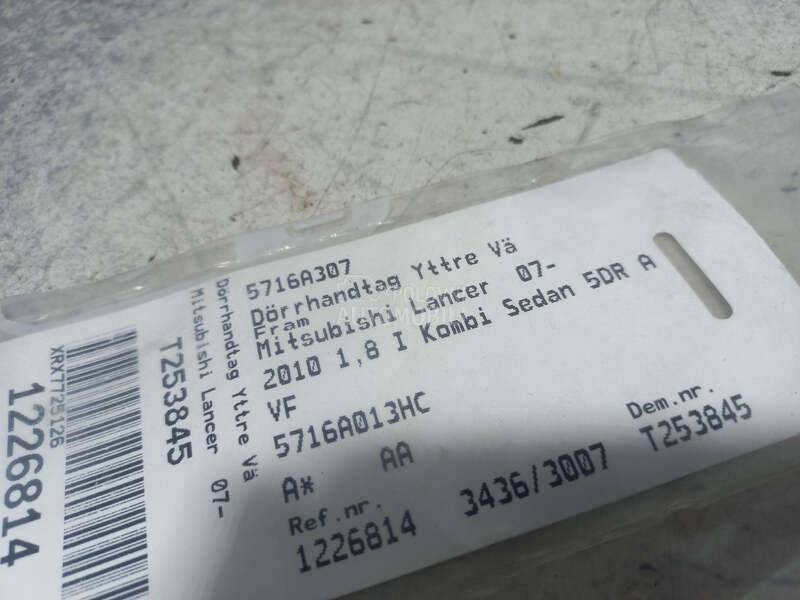 5716A307
Dörrhandtag Yttre Vä
Fram
Mitsubishi Lancer 07-
2010 1,8 I Kombi Sedan 5DR A
VF
5716A013HC
A* AA
Ref.nr.
1226814
3436/3007
Dem.nr.
T253845
Dörrhandtag Yttre Vä
Mitsubishi Lancer 07-
T253845
XRX7725126
1226814